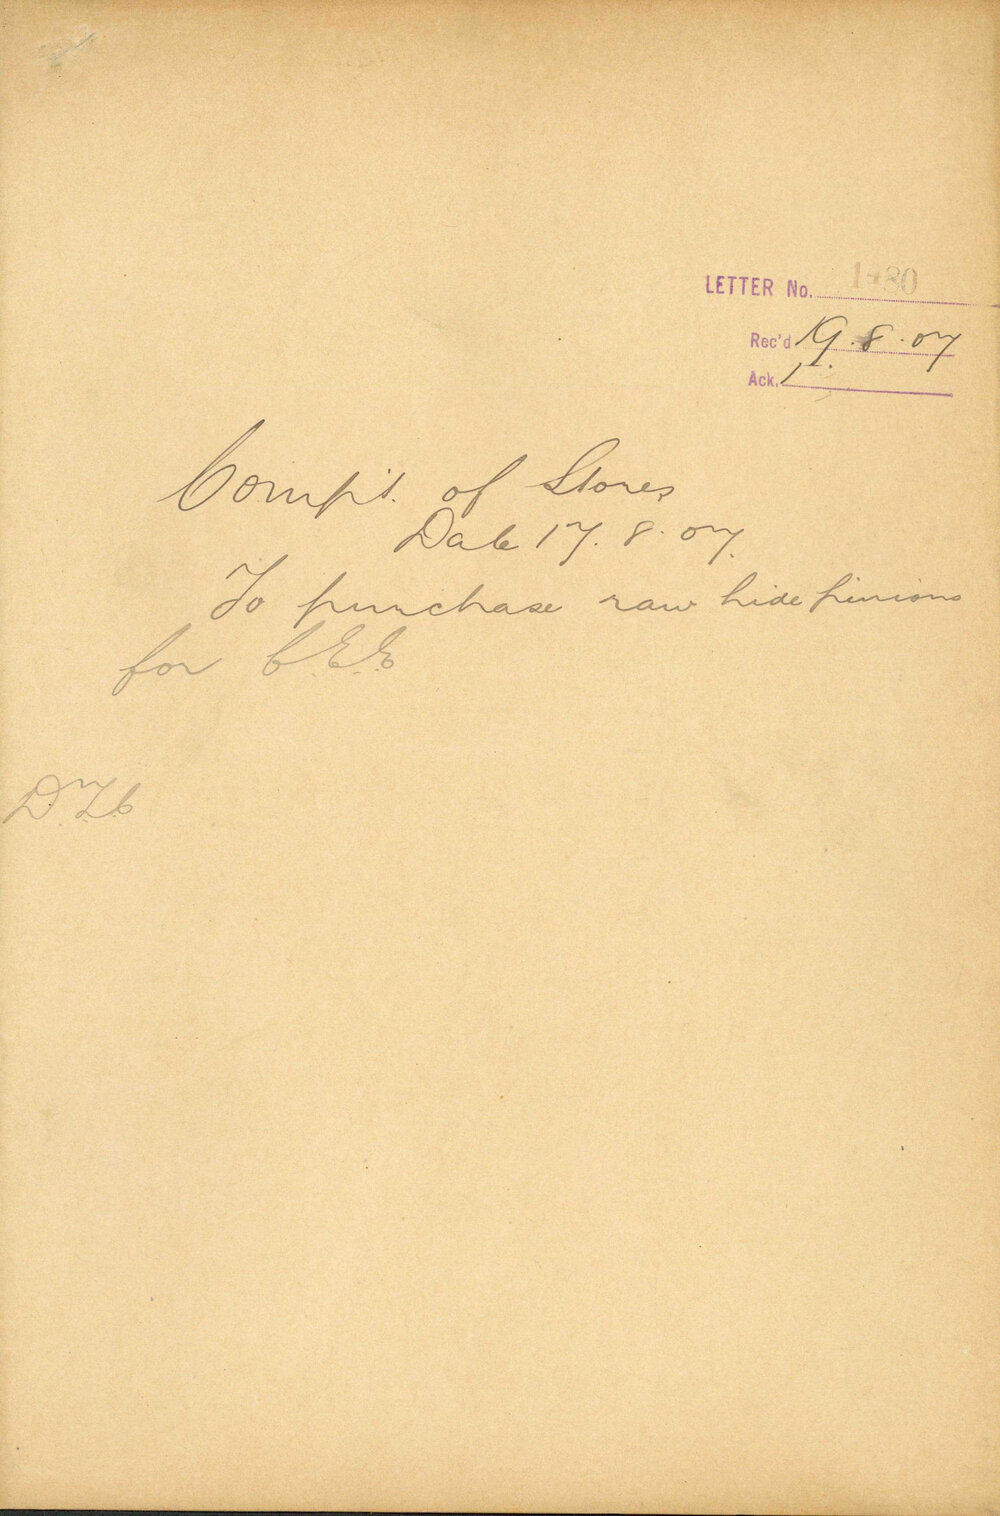 LETTER No.
Rec'd 19.8.07
Ack.
Compt. of Stores
Date 17.8.07.
To purchase raw hide pinions
for C.E.E